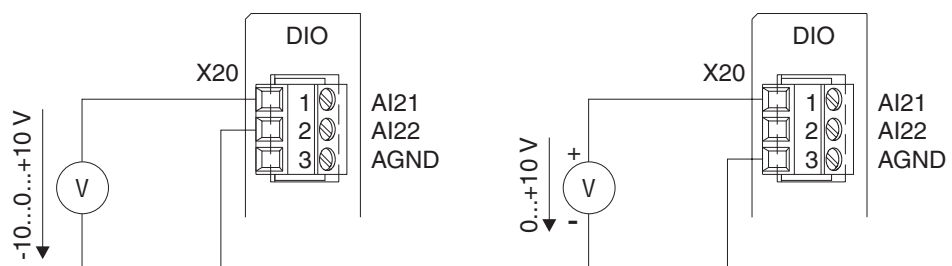 DIO
X20
1 AI21
2 AI22
3 AGND
-10...0...+10 V
V
DIO
X20
1 AI21
2 AI22
3 AGND
0...+10 V
+
V
-